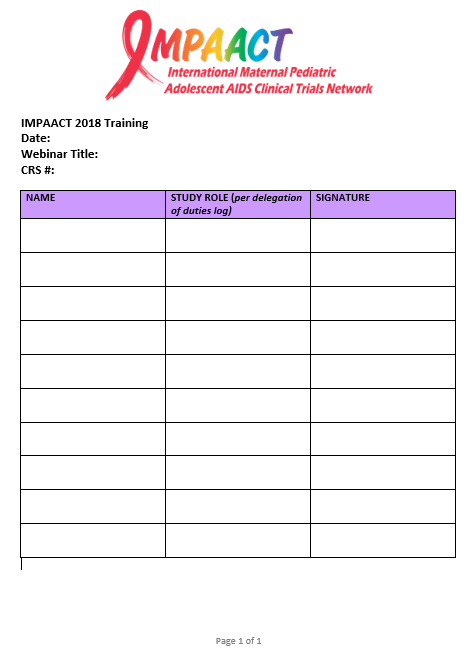 IMPAACT
International Maternal Pediatric
Adolescent AIDS Clinical Trials Network
IMPAACT 2018 Training
Date:
Webinar Title:
CRS #:
NAME
STUDY ROLE (per delegation
of duties log)
SIGNATURE
Page 1 of 1